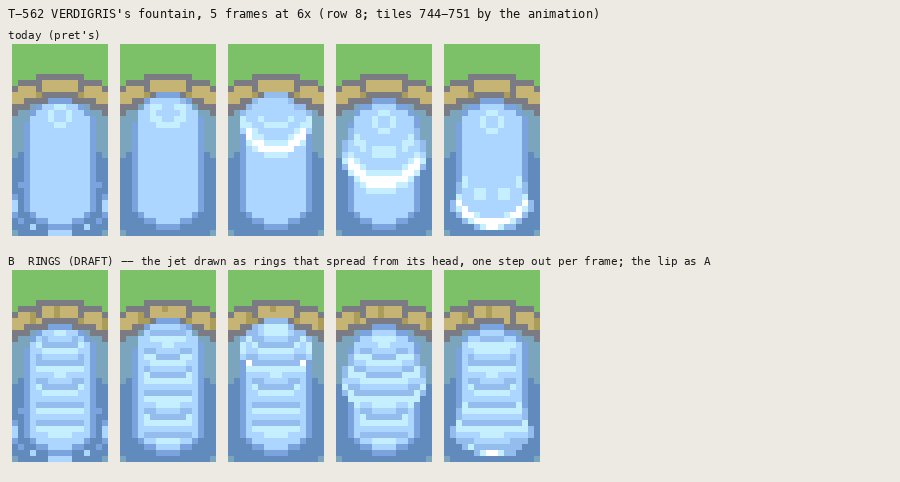 T—562 VERDIGRIS's fountain, 5 frames at 6x (row 8; tiles 744—751 by the animation)
today (pret's)
B  RINGS (DRAFT) —— the jet drawn as rings that spread from its head, one step out per frame; the lip as A